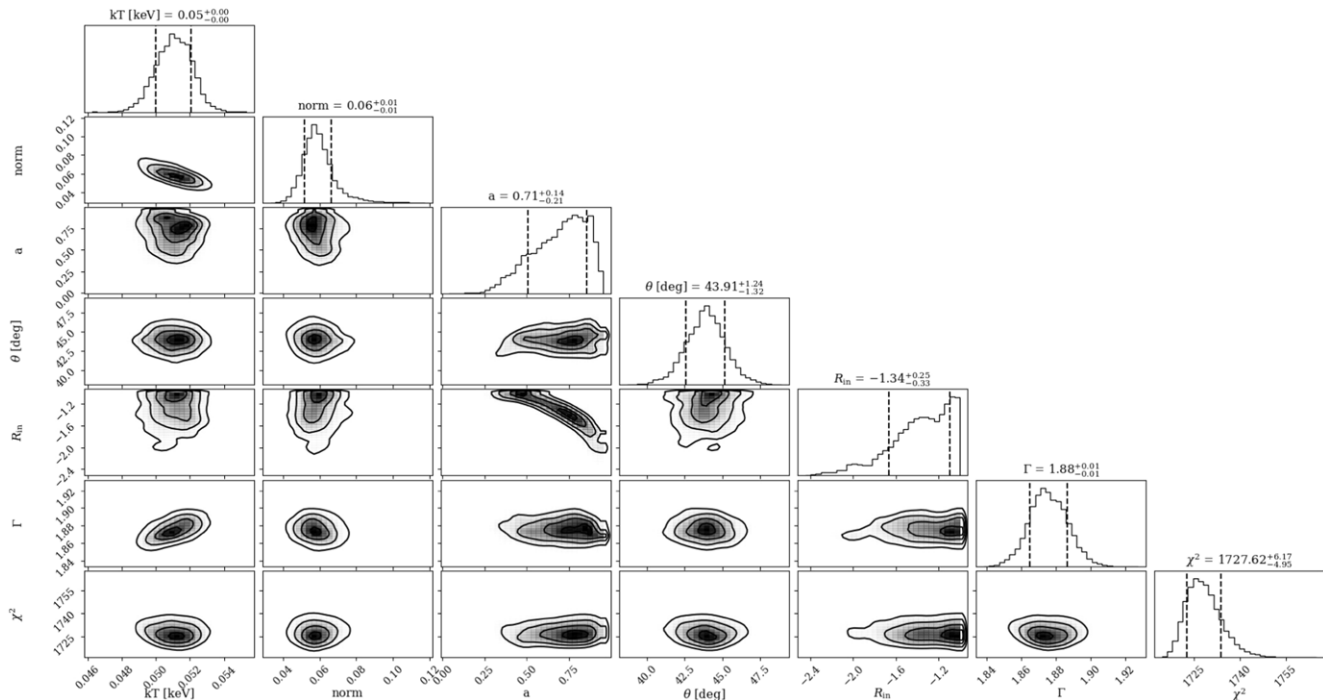 kT [keV] = 0.05^{+0.00}_{-0.00}
norm = 0.06^{+0.01}_{-0.01}
0.12
0.10
0.08
0.06
0.04
norm
a = 0.71^{+0.14}_{-0.21}
0.75
0.50
0.25
0.00
a
θ [deg] = 43.91^{+1.24}_{-1.32}
47.5
45.0
42.5
40.0
θ [deg]
R_in = −1.34^{+0.25}_{-0.33}
−1.2
−1.6
−2.0
−2.4
R_in
Γ = 1.88^{+0.01}_{-0.01}
1.92
1.90
1.88
1.86
1.84
Γ
χ² = 1727.62^{+6.17}_{-4.95}
1755
1740
1725
χ²
0.046 0.048 0.050 0.052 0.054 0.04 0.06 0.08 0.10 0.12 0.00 0.25 0.50 0.75 40.0 42.5 45.0 47.5 −2.4 −2.0 −1.6 −1.2 1.84 1.86 1.88 1.90 1.92 1725 1740 1755
kT [keV] norm a θ [deg] R_in Γ χ²